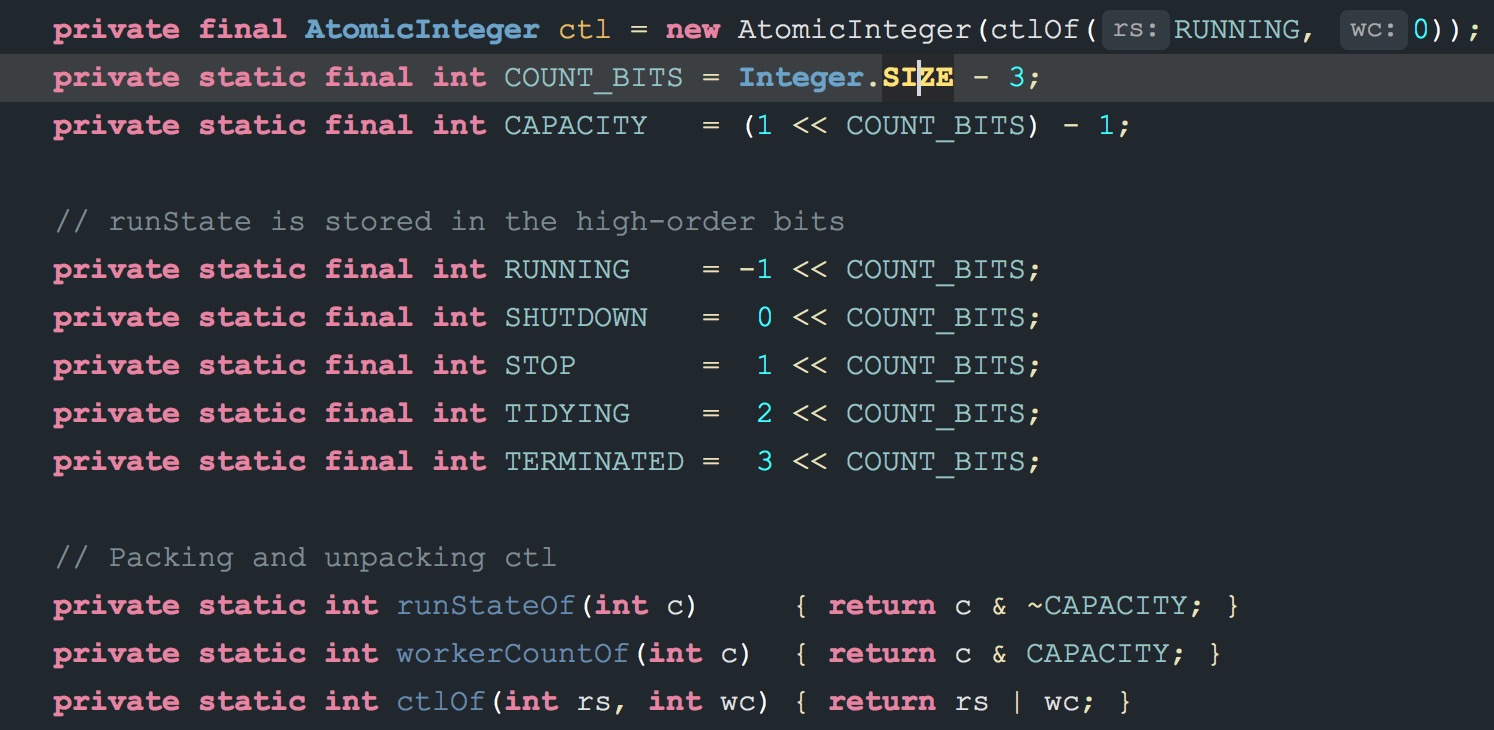 private final AtomicInteger ctl = new AtomicInteger(ctlOf( rs: RUNNING, wc: 0));
private static final int COUNT_BITS = Integer.SIZE - 3;
private static final int CAPACITY   = (1 << COUNT_BITS) - 1;
// runState is stored in the high-order bits
private static final int RUNNING    = -1 << COUNT_BITS;
private static final int SHUTDOWN   =  0 << COUNT_BITS;
private static final int STOP       =  1 << COUNT_BITS;
private static final int TIDYING    =  2 << COUNT_BITS;
private static final int TERMINATED =  3 << COUNT_BITS;
// Packing and unpacking ctl
private static int runStateOf(int c)     { return c & ~CAPACITY; }
private static int workerCountOf(int c)  { return c & CAPACITY; }
private static int ctlOf(int rs, int wc) { return rs | wc; }